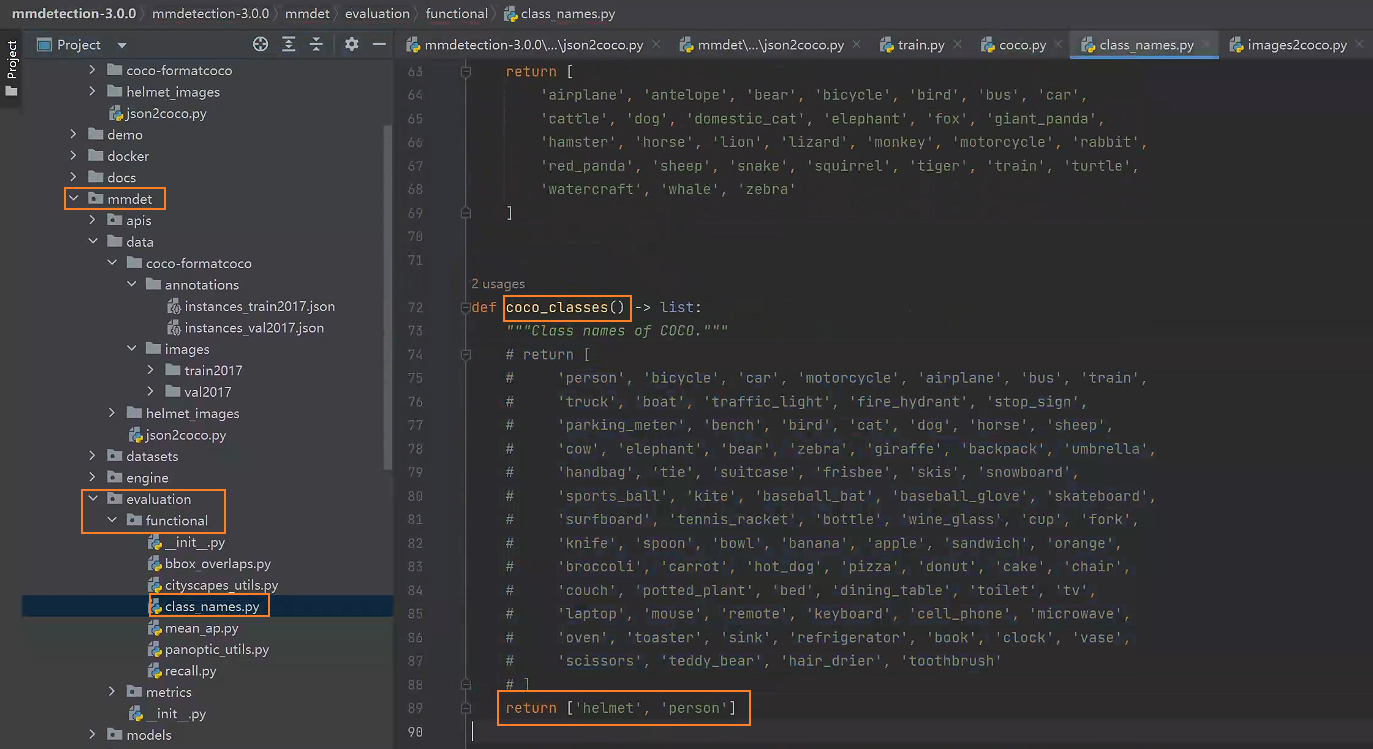 mmdetection-3.0.0 〉 mmdetection-3.0.0 〉 mmdet 〉 evaluation 〉 functional 〉 class_names.py
Project
Project
mmdetection-3.0.0\...\json2coco.py
mmdet\...\json2coco.py
train.py
coco.py
class_names.py
images2coco.py
coco-formatcoco
helmet_images
json2coco.py
demo
docker
docs
mmdet
apis
data
coco-formatcoco
annotations
instances_train2017.json
instances_val2017.json
images
train2017
val2017
helmet_images
json2coco.py
datasets
engine
evaluation
functional
__init__.py
bbox_overlaps.py
cityscapes_utils.py
class_names.py
mean_ap.py
panoptic_utils.py
recall.py
metrics
__init__.py
models
63 return [
64 'airplane', 'antelope', 'bear', 'bicycle', 'bird', 'bus', 'car',
65 'cattle', 'dog', 'domestic_cat', 'elephant', 'fox', 'giant_panda',
66 'hamster', 'horse', 'lion', 'lizard', 'monkey', 'motorcycle', 'rabbit',
67 'red_panda', 'sheep', 'snake', 'squirrel', 'tiger', 'train', 'turtle',
68 'watercraft', 'whale', 'zebra'
69 ]
70
71
2 usages
72 def coco_classes() -> list:
73 """Class names of COCO."""
74 # return [
75 # 'person', 'bicycle', 'car', 'motorcycle', 'airplane', 'bus', 'train',
76 # 'truck', 'boat', 'traffic_light', 'fire_hydrant', 'stop_sign',
77 # 'parking_meter', 'bench', 'bird', 'cat', 'dog', 'horse', 'sheep',
78 # 'cow', 'elephant', 'bear', 'zebra', 'giraffe', 'backpack', 'umbrella',
79 # 'handbag', 'tie', 'suitcase', 'frisbee', 'skis', 'snowboard',
80 # 'sports_ball', 'kite', 'baseball_bat', 'baseball_glove', 'skateboard',
81 # 'surfboard', 'tennis_racket', 'bottle', 'wine_glass', 'cup', 'fork',
82 # 'knife', 'spoon', 'bowl', 'banana', 'apple', 'sandwich', 'orange',
83 # 'broccoli', 'carrot', 'hot_dog', 'pizza', 'donut', 'cake', 'chair',
84 # 'couch', 'potted_plant', 'bed', 'dining_table', 'toilet', 'tv',
85 # 'laptop', 'mouse', 'remote', 'keyboard', 'cell_phone', 'microwave',
86 # 'oven', 'toaster', 'sink', 'refrigerator', 'book', 'clock', 'vase',
87 # 'scissors', 'teddy_bear', 'hair_drier', 'toothbrush'
88 # ]
89 return ['helmet', 'person']
90